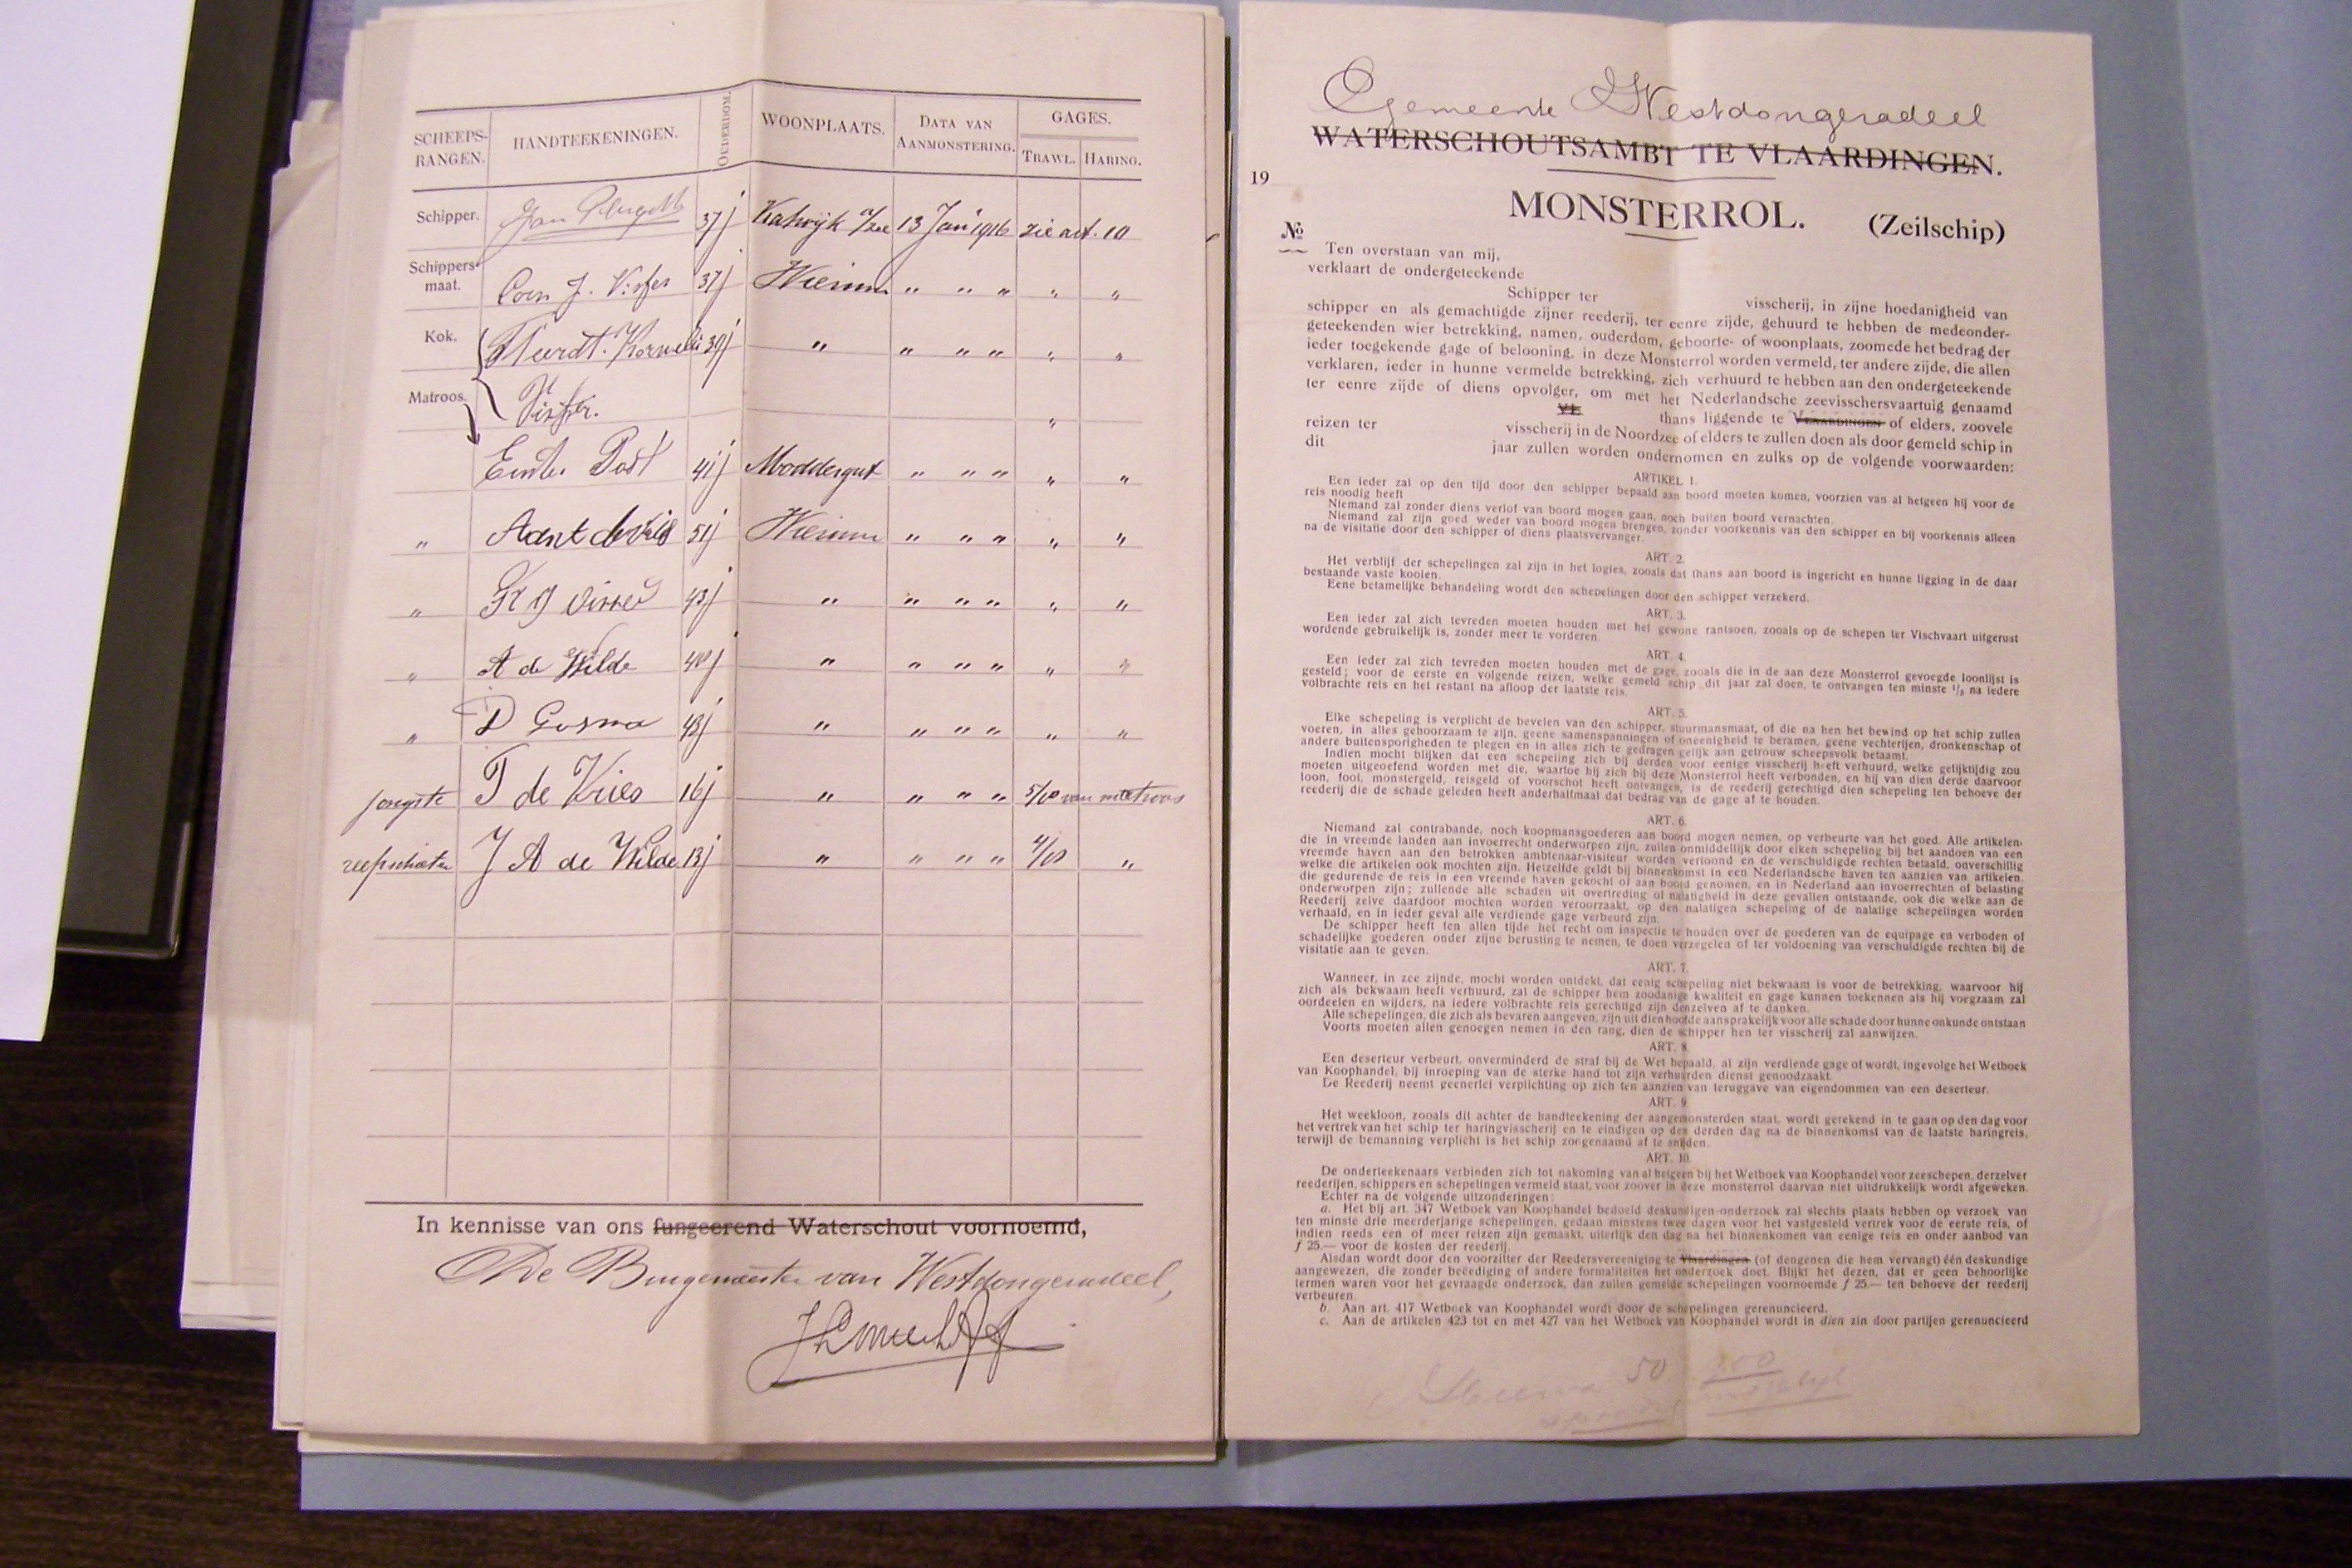 SCHEEPS-RANGEN. HANDTEEKENINGEN. OUDERDOM. WOONPLAATS. DATA VAN AANMONSTERING. GAGES. TRAWL. HARING.
Schipper. Jan 37j Katwijk a/zee 13 Jan 1916 zie art. 10
Schippers-maat. Corn J. Visser 37j Wierum " " " " "
Kok. Teerdt. Kornelis 39j " " " " " "
Matroos. Visser. "
Post 41j Moddergat " " " " "
" Aant de Vries 51j Wierum " " " " "
" K J Visser 43j " " " " " "
" A de Wilde " " " " " "
" D Gosma 43j " " " " " "
jongste T de Vries 16j " " " " 5/10 van matroos
reepschieter J A de Wilde 13j " " " " 4/10 "
In kennisse van ons fungeerend Waterschout voornoemd,
De Burgemeester van Westdongeradeel,
Gemeente Westdongeradeel
WATERSCHOUTSAMBT TE VLAARDINGEN.
19
MONSTERROL. (Zeilschip)
No
Ten overstaan van mij,
verklaart de ondergeteekende
Schipper ter visscherij, in zijne hoedanigheid van
schipper en als gemachtigde zijner reederij, ter eenre zijde, gehuurd te hebben de medeonder-
geteekenden wier betrekking, namen, ouderdom, geboorte- of woonplaats, zoomede het bedrag der
ieder toegekende gage of belooning, in deze Monsterrol worden vermeld, ter andere zijde, die allen
verklaren, ieder in hunne vermelde betrekking, zich verhuurd te hebben aan den ondergeteekende
ter eenre zijde of diens opvolger, om met het Nederlandsche zeevisschersvaartuig genaamd
VL thans liggende te VLAARDINGEN of elders, zoovele
reizen ter visscherij in de Noordzee of elders te zullen doen als door gemeld schip in
dit jaar zullen worden ondernomen en zulks op de volgende voorwaarden:
ARTIKEL 1.
Een ieder zal op den tijd door den schipper bepaald aan boord moeten komen, voorzien van al hetgeen hij voor de
reis noodig heeft
Niemand zal zonder diens verlof van boord mogen gaan, noch buiten boord vernachten.
Niemand zal zijn goed weder van boord mogen brengen, zonder voorkennis van den schipper en bij voorkennis alleen
na de visitatie door den schipper of diens plaatsvervanger.
ART. 2.
Het verblijf der schepelingen zal zijn in het logies, zooals dat thans aan boord is ingericht en hunne ligging in de daar
bestaande vaste kooien.
Eene betamelijke behandeling wordt den schepelingen door den schipper verzekerd.
ART. 3.
Een ieder zal zich tevreden moeten houden met het gewone rantsoen, zooals op de schepen ter Vischvaart uitgerust
wordende gebruikelijk is, zonder meer te vorderen.
ART. 4.
Een ieder zal zich tevreden moeten houden met de gage, zooals die in de aan deze Monsterrol gevoegde loonlijst is
gesteld; voor de eerste en volgende reizen, welke gemeld schip dit jaar zal doen, te ontvangen ten minste 1/3 na iedere
volbrachte reis en het restant na afloop der laatste reis.
ART. 5.
Elke schepeling is verplicht de bevelen van den schipper, stuurmansmaat, of die na hen het bewind op het schip zullen
voeren, in alles gehoorzaam te zijn, geene samenspanningen of oneenigheid te beramen, geene vechterijen, dronkenschap of
andere buitensporigheden te plegen en in alles zich te gedragen gelijk aan getrouw scheepsvolk betaamt.
Indien mocht blijken dat een schepeling zich bij derden voor eenige visscherij heeft verhuurd, welke gelijktijdig zou
moeten uitgeoefend worden met die, waartoe hij zich bij deze Monsterrol heeft verbonden, en hij van dien derde daarvoor
loon, fooi, monstergeld, reisgeld of voorschot heeft ontvangen, is de reederij gerechtigd dien schepeling ten behoeve der
reederij die de schade geleden heeft anderhalfmaal dat bedrag van de gage af te houden.
ART. 6.
Niemand zal contrabande, noch koopmansgoederen aan boord mogen nemen, op verbeurte van het goed. Alle artikelen
die in vreemde landen aan invoerrecht onderworpen zijn, zullen onmiddellijk door elken schepeling bij het aandoen van een
vreemde haven aan den betrokken ambtenaar-visiteur worden vertoond en de verschuldigde rechten betaald, onverschillig
welke die artikelen ook mochten zijn. Hetzelfde geldt bij binnenkomst in een Nederlandsche haven ten aanzien van artikelen,
die gedurende de reis in een vreemde haven gekocht of aan boord genomen, en in Nederland aan invoerrechten of belasting
onderworpen zijn; zullende alle schaden uit overtreding of nalatigheid in deze gevallen ontstaande, ook die welke aan de
Reederij zelve daardoor mochten worden veroorzaakt, op den nalatigen schepeling of de nalatige schepelingen worden
verhaald, en in ieder geval alle verdiende gage verbeurd zijn.
De schipper heeft ten allen tijde het recht om inspectie te houden over de goederen van de equipage en verboden of
schadelijke goederen onder zijne berusting te nemen, te doen verzegelen of ter voldoening van verschuldigde rechten bij de
visitatie aan te geven.
ART. 7.
Wanneer, in zee zijnde, mocht worden ontdekt, dat eenig schepeling niet bekwaam is voor de betrekking, waarvoor hij
zich als bekwaam heeft verhuurd, zal de schipper hem zoodanige kwaliteit en gage kunnen toekennen als hij voegzaam zal
oordeelen en wijders, na iedere volbrachte reis gerechtigd zijn denzelven af te danken.
Alle schepelingen, die zich als bevaren aangeven, zijn uit dien hoofde aansprakelijk voor alle schade door hunne onkunde ontstaan
Voorts moeten allen genoegen nemen in den rang, dien de schipper hen ter visscherij zal aanwijzen.
ART. 8.
Een deserteur verbeurt, onverminderd de straf bij de Wet bepaald, al zijn verdiende gage of wordt, ingevolge het Wetboek
van Koophandel, bij inroeping van de sterke hand tot zijn verhuurden dienst genoodzaakt.
De Reederij neemt geenerlei verplichting op zich ten aanzien van teruggave van eigendommen van een deserteur.
ART. 9
Het weekloon, zooals dit achter de handteekening der aangemonsterden staat, wordt gerekend in te gaan op den dag voor
het vertrek van het schip ter haringvisscherij en te eindigen op den derden dag na de binnenkomst van de laatste haringreis,
terwijl de bemanning verplicht is het schip zoogenaamd af te snijden.
ART. 10.
De onderteekenaars verbinden zich tot nakoming van al hetgeen bij het Wetboek van Koophandel voor zeeschepen, derzelver
reederijen, schippers en schepelingen vermeld staat, voor zoover in deze monsterrol daarvan niet uitdrukkelijk wordt afgeweken.
Echter na de volgende uitzonderingen:
a. Het bij art. 347 Wetboek van Koophandel bedoeld deskundigen-onderzoek zal slechts plaats hebben op verzoek van
ten minste drie meerderjarige schepelingen, gedaan minstens twee dagen voor het vastgesteld vertrek voor de eerste reis, of
indien reeds een of meer reizen zijn gemaakt, uiterlijk den dag na het binnenkomen van eenige reis en onder aanbod van
f 25.— voor de kosten der reederij.
Alsdan wordt door den voorzitter der Reedersvereeniging te Vlaardingen (of dengenen die hem vervangt) één deskundige
aangewezen, die zonder beëediging of andere formaliteiten het onderzoek doet. Blijkt het dezen, dat er geen behoorlijke
termen waren voor het gevraagde onderzoek, dan zullen gemelde schepelingen voornoemde f 25.— ten behoeve der reederij
verbeuren.
b. Aan art. 417 Wetboek van Koophandel wordt door de schepelingen gerenuncieerd.
c. Aan de artikelen 423 tot en met 427 van het Wetboek van Koophandel wordt in dien zin door partijen gerenuncieerd
50